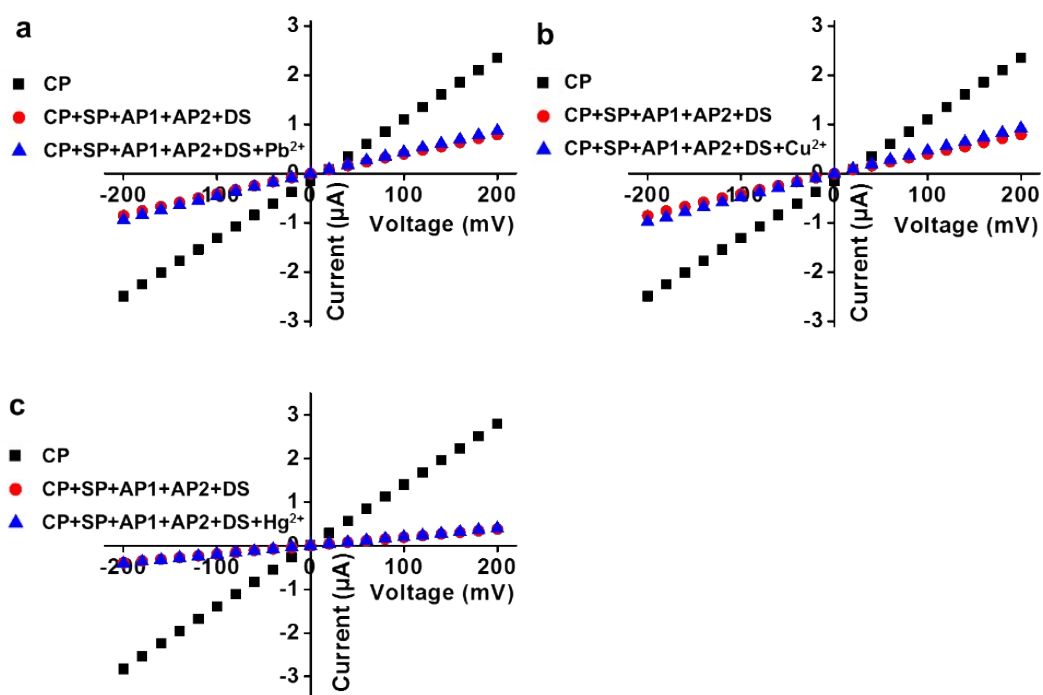 a
CP
CP+SP+AP1+AP2+DS
CP+SP+AP1+AP2+DS+Pb²⁺
3
2
1
0
-1
-2
-3
-200
-100
0
100
200
Voltage (mV)
Current (µA)
b
CP
CP+SP+AP1+AP2+DS
CP+SP+AP1+AP2+DS+Cu²⁺
3
2
1
0
-1
-2
-3
-200
-100
0
100
200
Voltage (mV)
Current (µA)
c
CP
CP+SP+AP1+AP2+DS
CP+SP+AP1+AP2+DS+Hg²⁺
3
2
1
0
-1
-2
-3
-200
-100
0
100
200
Voltage (mV)
Current (µA)